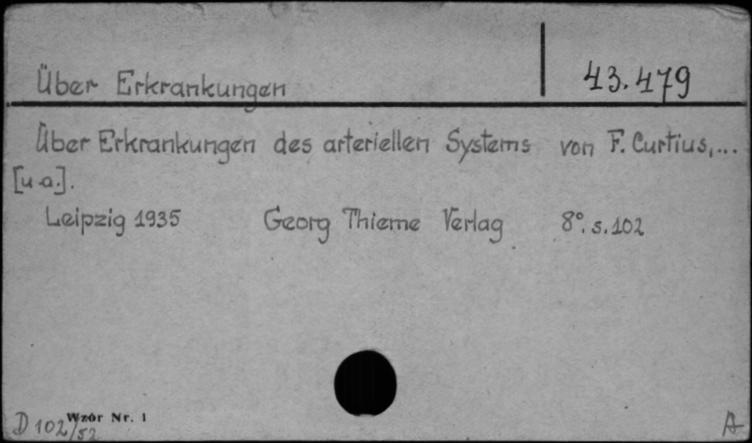 Über Erkrankungen
43.479
Über Erkrankungen des arteriellen Systems von F. Curtius,...
[u a.].
Leipzig 1935 Georg Thieme Verlag 8°. s. 102
Wzór Nr. 1
D 102/52
A